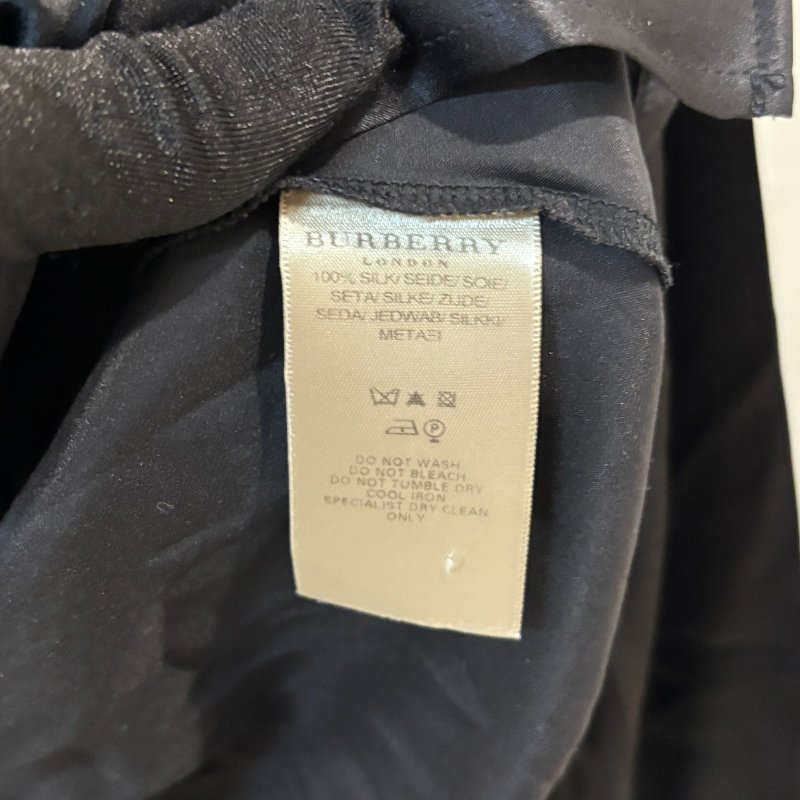 BURBERRY
LONDON
100% SILK/ SEIDE/ SOIE/
SETA/ SILKE/ ZIJDE/
SEDA/ JEDWAB/ SILKKI/
ΜΕΤΑΞΙ
P
DO NOT WASH
DO NOT BLEACH
DO NOT TUMBLE DRY
COOL IRON
SPECIALIST DRY CLEAN
ONLY